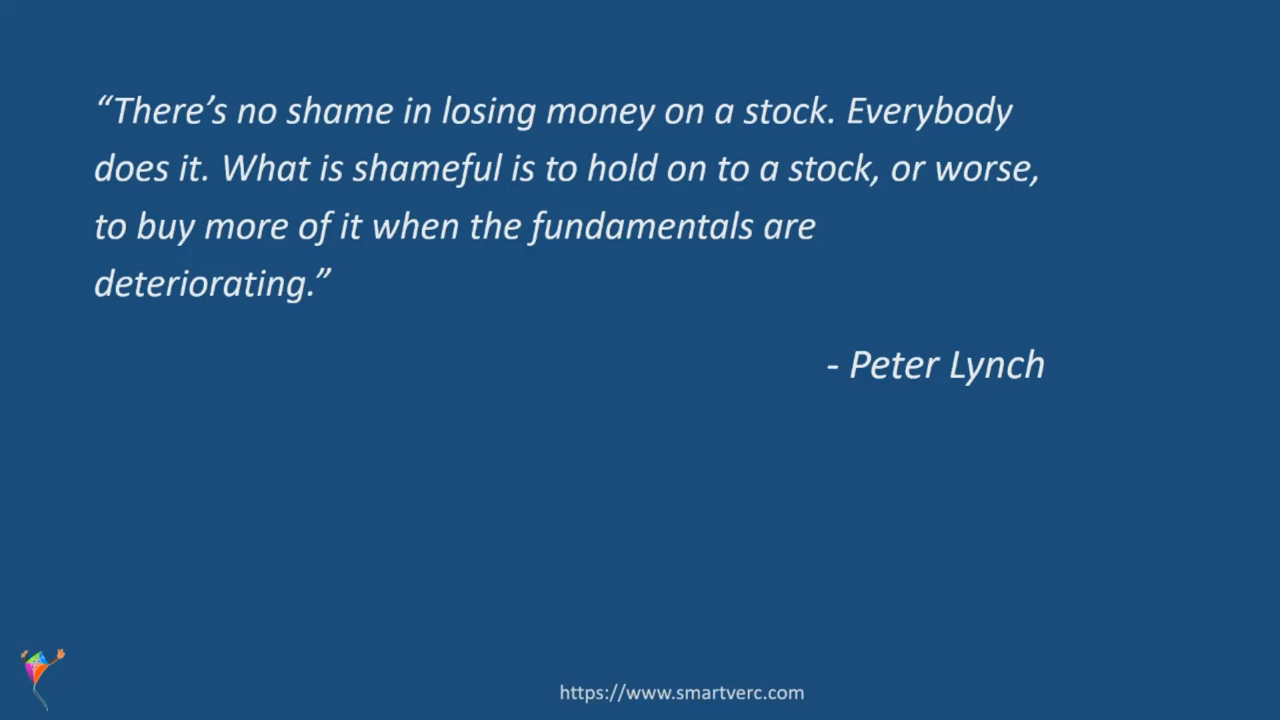 “There’s no shame in losing money on a stock. Everybody
does it. What is shameful is to hold on to a stock, or worse,
to buy more of it when the fundamentals are
deteriorating.”
- Peter Lynch
https://www.smartverc.com